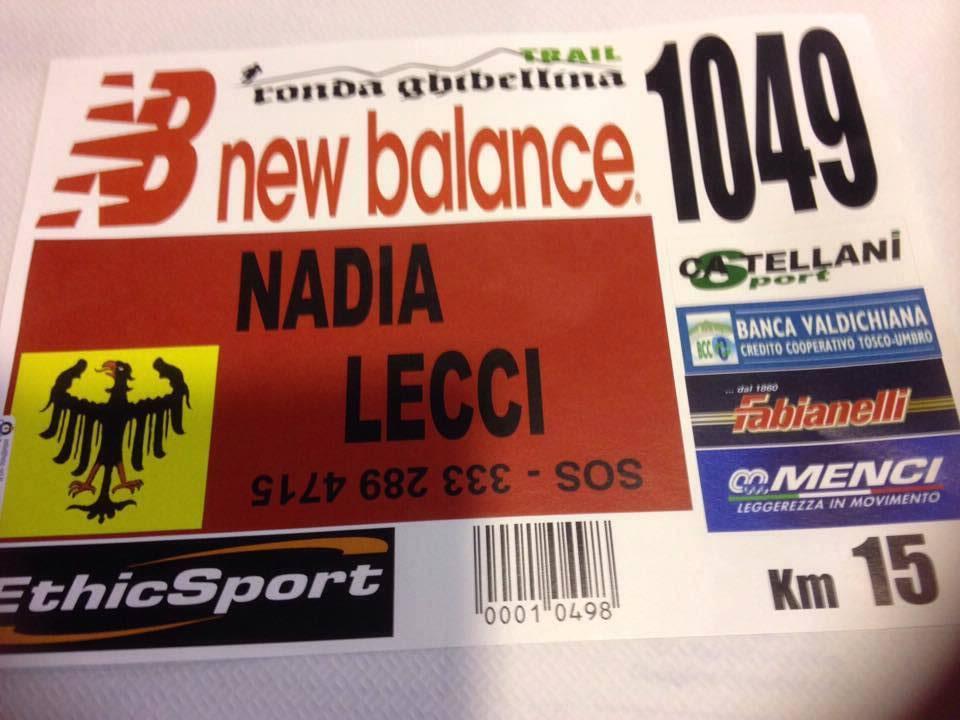 TRAIL
ronda ghibellina
1049
NB
new balance
NADIA
LECCI
SOS - 333 289 4715
CASTELLANI
Sport
BCC
BANCA VALDICHIANA
CREDITO COOPERATIVO TOSCO-UMBRO
... dal 1860
Fabianelli
MENCI
LEGGEREZZA IN MOVIMENTO
EthicSport
0001 0498
Km 15